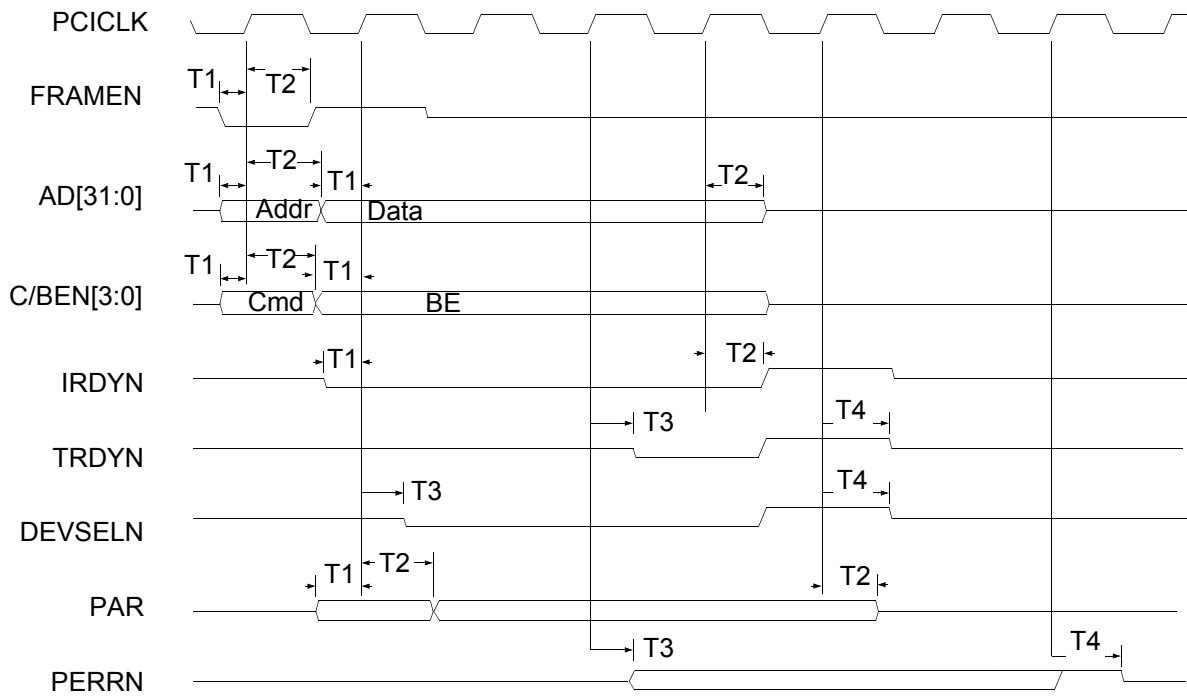 PCICLK
T1 T2
FRAMEN
T1 T2 T1 T2
AD[31:0] Addr Data
T1 T2 T1
C/BEN[3:0] Cmd BE
T1 T2
IRDYN
T3 T4
TRDYN
T3 T4
DEVSELN
T1 T2 T2
PAR
T3 T4
PERRN